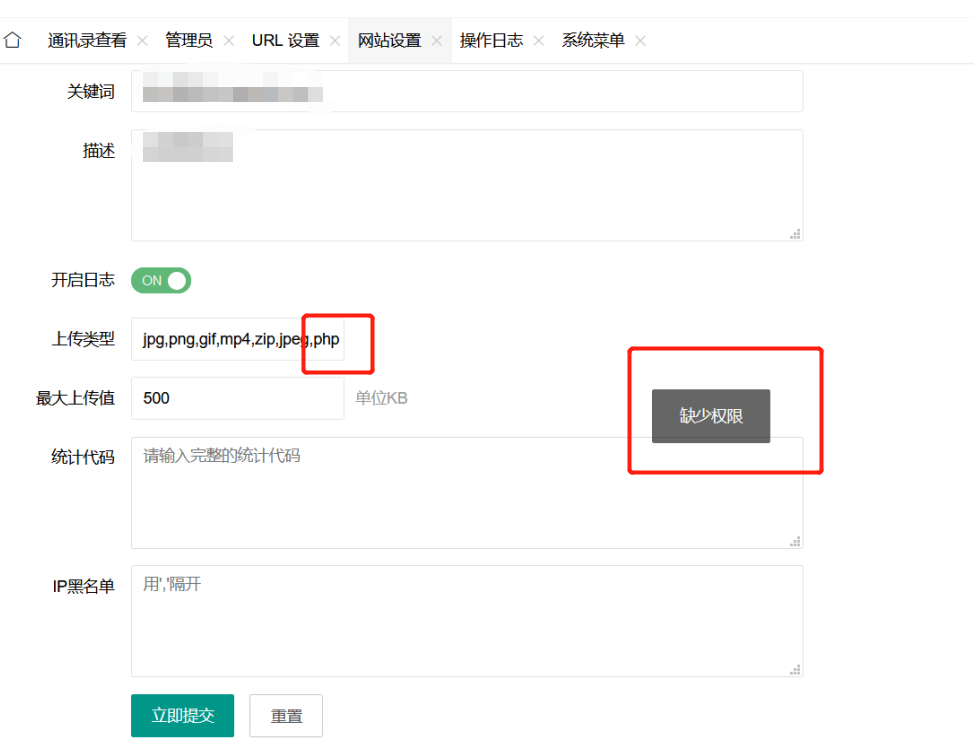 通讯录查看 管理员 URL 设置 网站设置 操作日志 系统菜单
关键词
描述
开启日志 ON
上传类型 jpg,png,gif,mp4,zip,jpeg,php
最大上传值 500 单位KB
缺少权限
统计代码 请输入完整的统计代码
IP黑名单 用','隔开
立即提交 重置